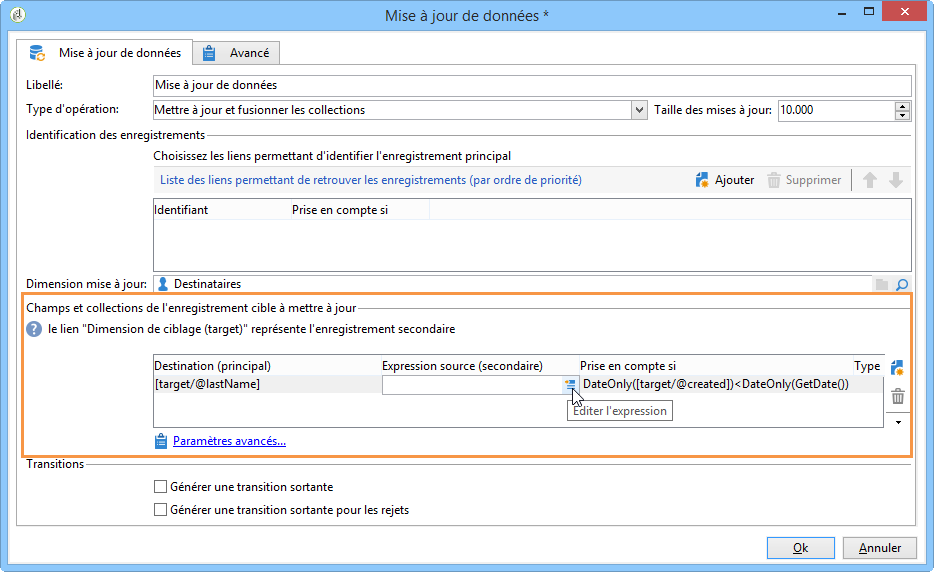 Mise à jour de données *
Mise à jour de données Avancé
Libellé: Mise à jour de données
Type d'opération: Mettre à jour et fusionner les collections Taille des mises à jour: 10.000
Identification des enregistrements
Choisissez les liens permettant d'identifier l'enregistrement principal
Liste des liens permettant de retrouver les enregistrements (par ordre de priorité) Ajouter Supprimer
Identifiant Prise en compte si
Dimension mise à jour: Destinataires
Champs et collections de l'enregistrement cible à mettre à jour
le lien "Dimension de ciblage (target)" représente l'enregistrement secondaire
Destination (principal) Expression source (secondaire) Prise en compte si Type
[target/@lastName] DateOnly([target/@created])<DateOnly(GetDate())
Editer l'expression
Paramètres avancés...
Transitions
Générer une transition sortante
Générer une transition sortante pour les rejets
Ok Annuler